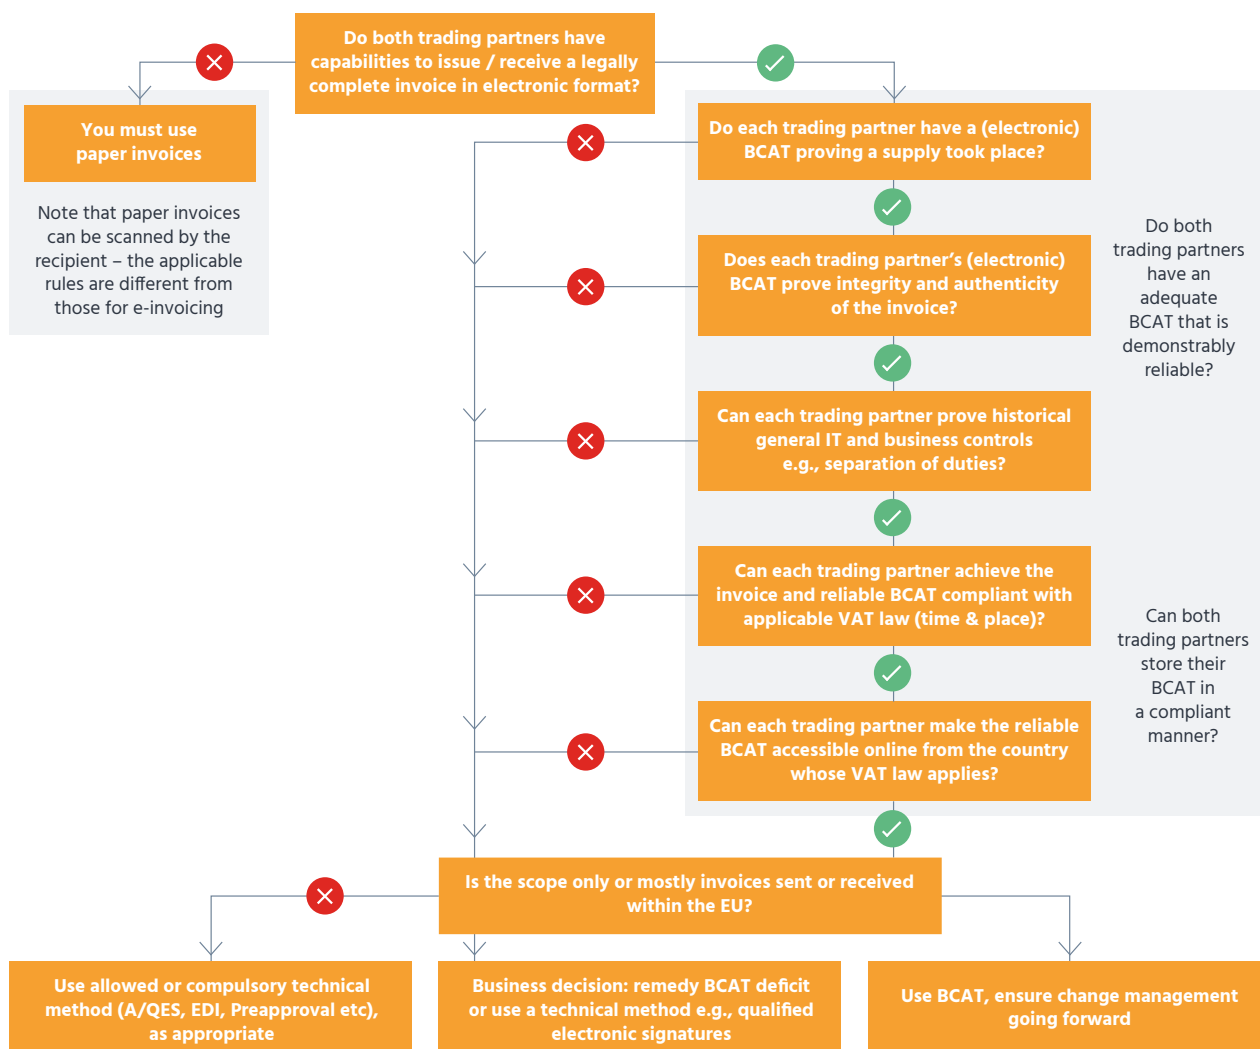 Do both trading partners have
capabilities to issue / receive a legally
complete invoice in electronic format?
You must use
paper invoices
Note that paper invoices
can be scanned by the
recipient – the applicable
rules are different from
those for e-invoicing
Do each trading partner have a (electronic)
BCAT proving a supply took place?
Does each trading partner's (electronic)
BCAT prove integrity and authenticity
of the invoice?
Do both
trading partners
have an
adequate
BCAT that is
demonstrably
reliable?
Can each trading partner prove historical
general IT and business controls
e.g., separation of duties?
Can each trading partner achieve the
invoice and reliable BCAT compliant with
applicable VAT law (time & place)?
Can both
trading partners
store their
BCAT in
a compliant
manner?
Can each trading partner make the reliable
BCAT accessible online from the country
whose VAT law applies?
Is the scope only or mostly invoices sent or received
within the EU?
Use allowed or compulsory technical
method (A/QES, EDI, Preapproval etc),
as appropriate
Business decision: remedy BCAT deficit
or use a technical method e.g., qualified
electronic signatures
Use BCAT, ensure change management
going forward